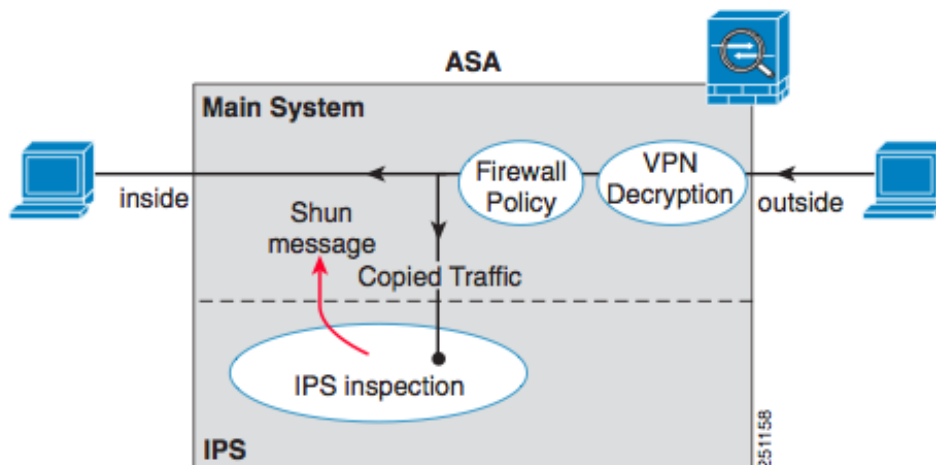 ASA
Main System
Firewall
Policy
VPN
Decryption
inside
outside
Shun
message
Copied Traffic
IPS inspection
IPS
251158